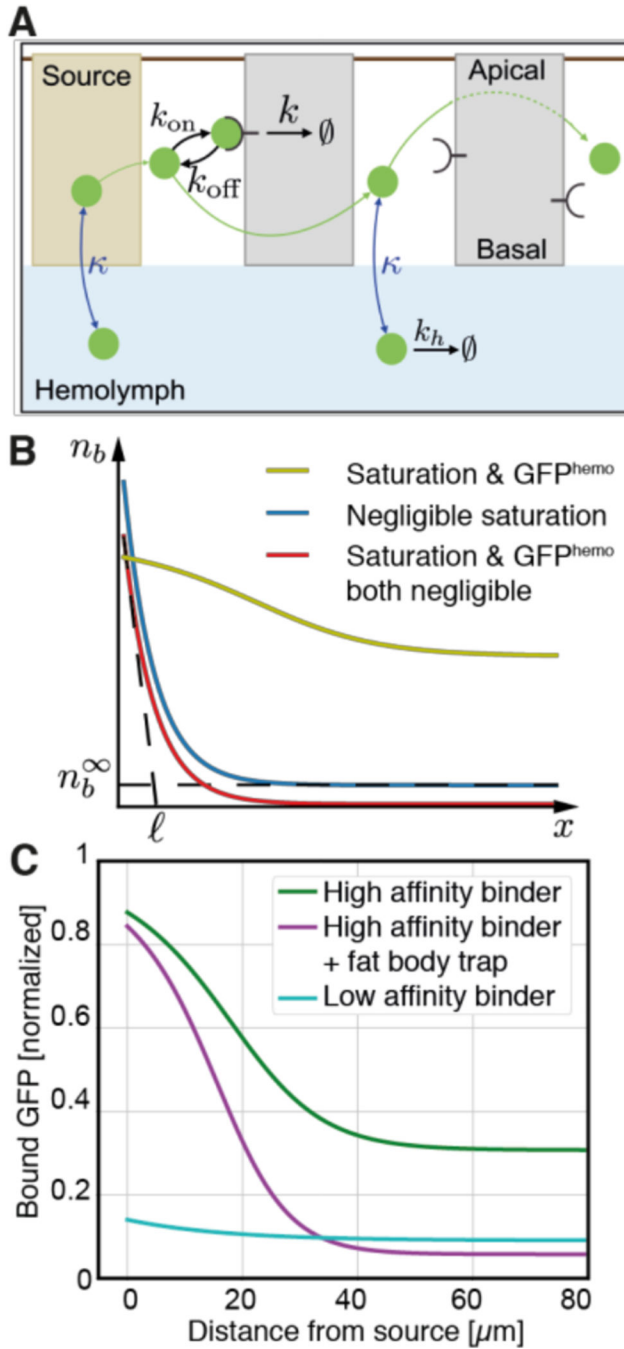 A
Source
Apical
k_on
k
∅
k_off
κ
κ
Basal
k_h
∅
Hemolymph
B
n_b
Saturation & GFP^hemo
Negligible saturation
Saturation & GFP^hemo
both negligible
n_b^∞
ℓ
x
C
1
High affinity binder
High affinity binder
+ fat body trap
Low affinity binder
0.8
0.6
0.4
0.2
0
Bound GFP [normalized]
0
20
40
60
80
Distance from source [μm]